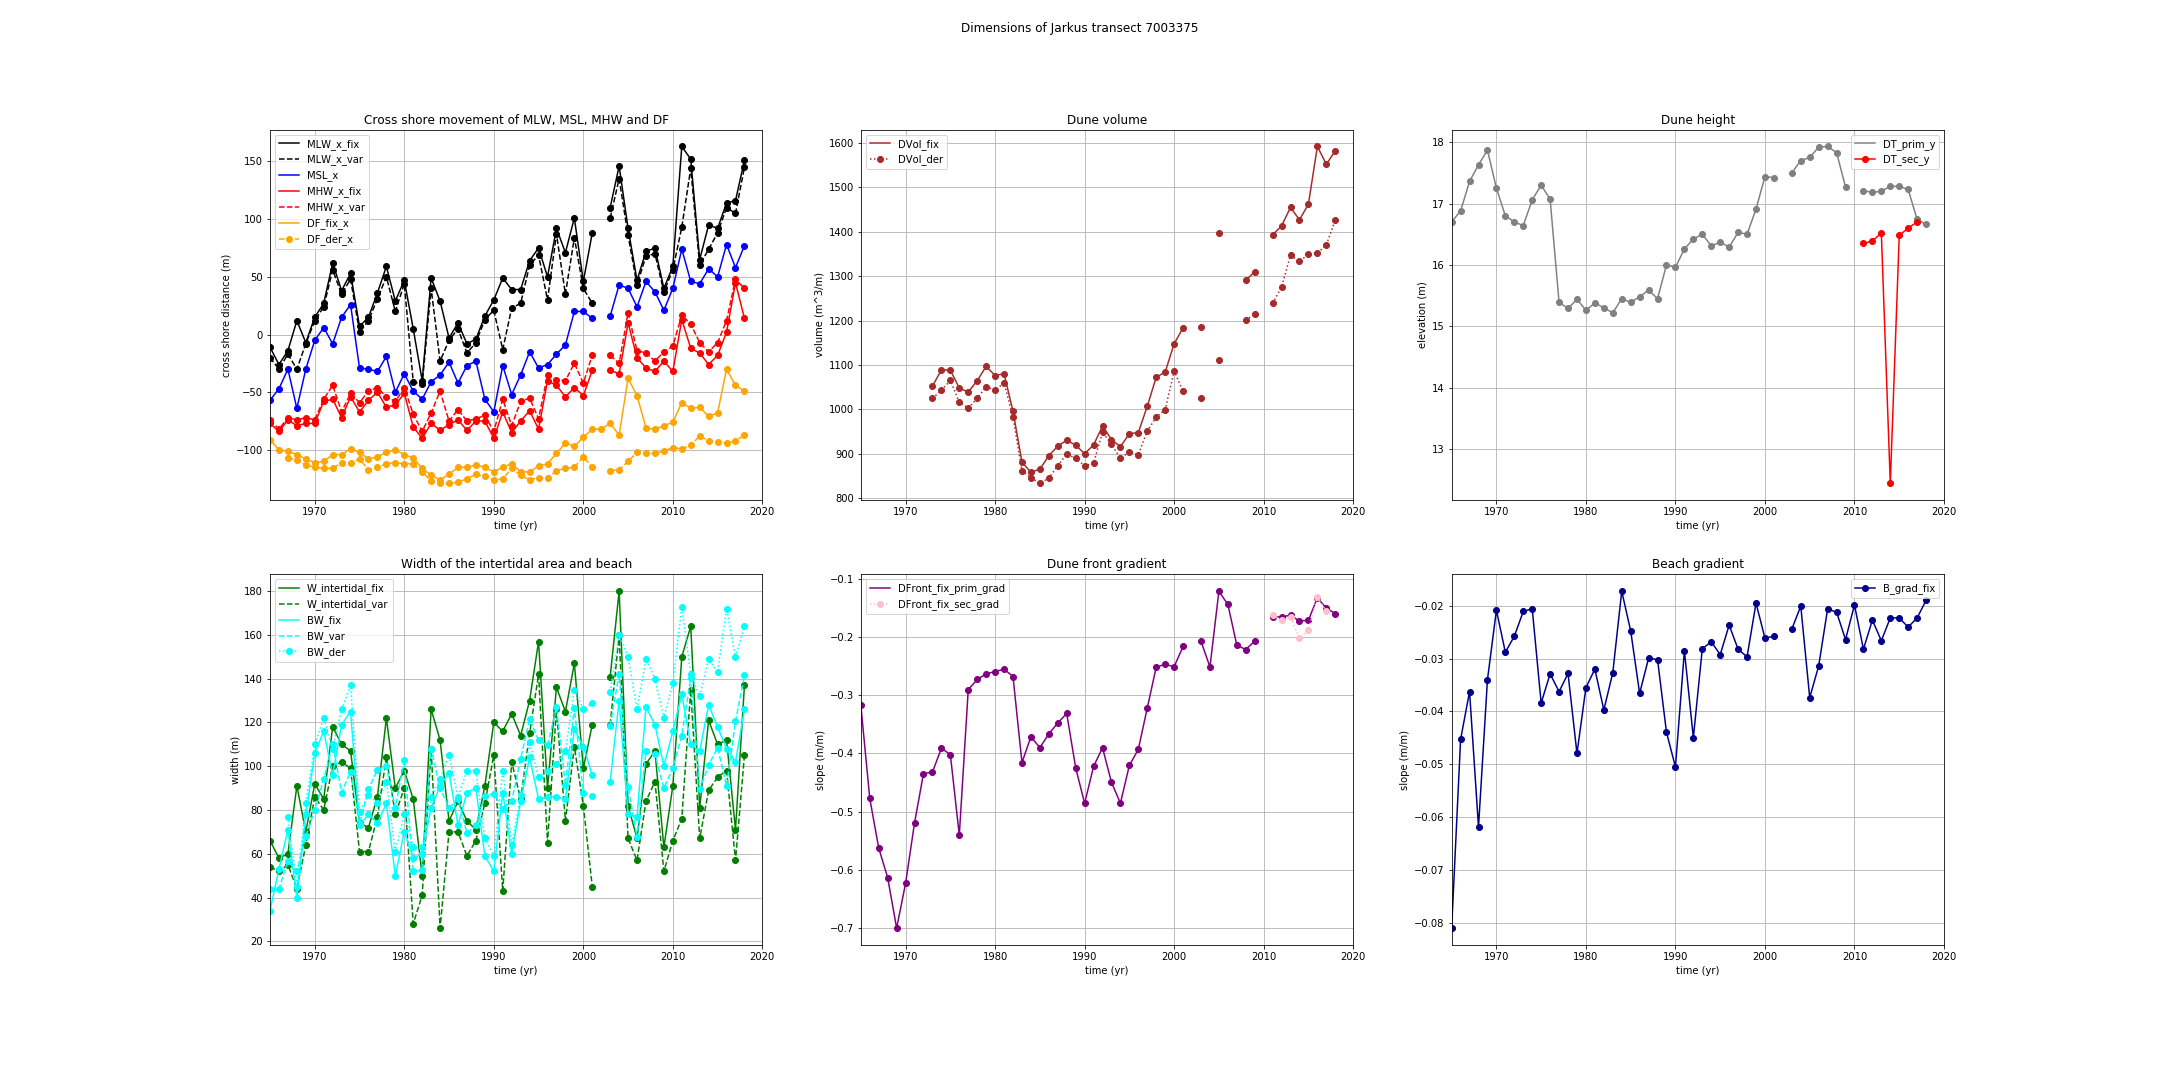 Dimensions of Jarkus transect 7003375
Cross shore movement of MLW, MSL, MHW and DF
MLW_x_fix
MLW_x_var
MSL_x
MHW_x_fix
MHW_x_var
DF_fix_x
DF_der_x
cross shore distance (m)
150
100
50
0
−50
−100
1970 1980 1990 2000 2010 2020
time (yr)
Dune volume
DVol_fix
DVol_der
volume (m^3/m)
1600
1500
1400
1300
1200
1100
1000
900
800
1970 1980 1990 2000 2010 2020
time (yr)
Dune height
DT_prim_y
DT_sec_y
elevation (m)
18
17
16
15
14
13
1970 1980 1990 2000 2010 2020
time (yr)
Width of the intertidal area and beach
W_intertidal_fix
W_intertidal_var
BW_fix
BW_var
BW_der
width (m)
180
160
140
120
100
80
60
40
20
1970 1980 1990 2000 2010 2020
time (yr)
Dune front gradient
DFront_fix_prim_grad
DFront_fix_sec_grad
slope (m/m)
−0.1
−0.2
−0.3
−0.4
−0.5
−0.6
−0.7
1970 1980 1990 2000 2010 2020
time (yr)
Beach gradient
B_grad_fix
slope (m/m)
−0.02
−0.03
−0.04
−0.05
−0.06
−0.07
−0.08
1970 1980 1990 2000 2010 2020
time (yr)